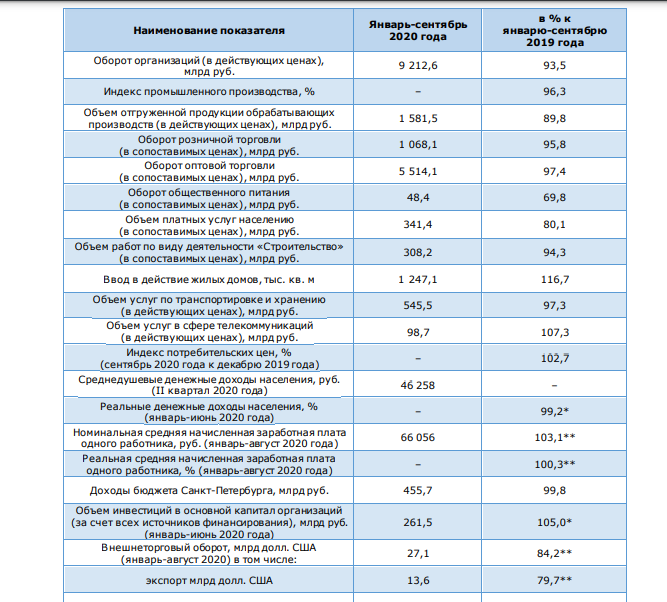 Наименование показателя
Январь-сентябрь
2020 года
в % к
январю-сентябрю
2019 года
Оборот организаций (в действующих ценах),
млрд руб.
9 212,6
93,5
Индекс промышленного производства, %
–
96,3
Объем отгруженной продукции обрабатывающих
производств (в действующих ценах), млрд руб.
1 581,5
89,8
Оборот розничной торговли
(в сопоставимых ценах), млрд руб.
1 068,1
95,8
Оборот оптовой торговли
(в сопоставимых ценах), млрд руб.
5 514,1
97,4
Оборот общественного питания
(в сопоставимых ценах), млрд руб.
48,4
69,8
Объем платных услуг населению
(в сопоставимых ценах), млрд руб.
341,4
80,1
Объем работ по виду деятельности «Строительство»
(в сопоставимых ценах), млрд руб.
308,2
94,3
Ввод в действие жилых домов, тыс. кв. м
1 247,1
116,7
Объем услуг по транспортировке и хранению
(в действующих ценах), млрд руб.
545,5
97,3
Объем услуг в сфере телекоммуникаций
(в действующих ценах), млрд руб.
98,7
107,3
Индекс потребительских цен, %
(сентябрь 2020 года к декабрю 2019 года)
–
102,7
Среднедушевые денежные доходы населения, руб.
(II квартал 2020 года)
46 258
–
Реальные денежные доходы населения, %
(январь-июнь 2020 года)
–
99,2*
Номинальная средняя начисленная заработная плата
одного работника, руб. (январь-август 2020 года)
66 056
103,1**
Реальная средняя начисленная заработная плата
одного работника, % (январь-август 2020 года)
–
100,3**
Доходы бюджета Санкт-Петербурга, млрд руб.
455,7
99,8
Объем инвестиций в основной капитал организаций
(за счет всех источников финансирования), млрд руб.
(январь-июнь 2020 года)
261,5
105,0*
Внешнеторговый оборот, млрд долл. США
(январь-август 2020) в том числе:
27,1
84,2**
экспорт млрд долл. США
13,6
79,7**